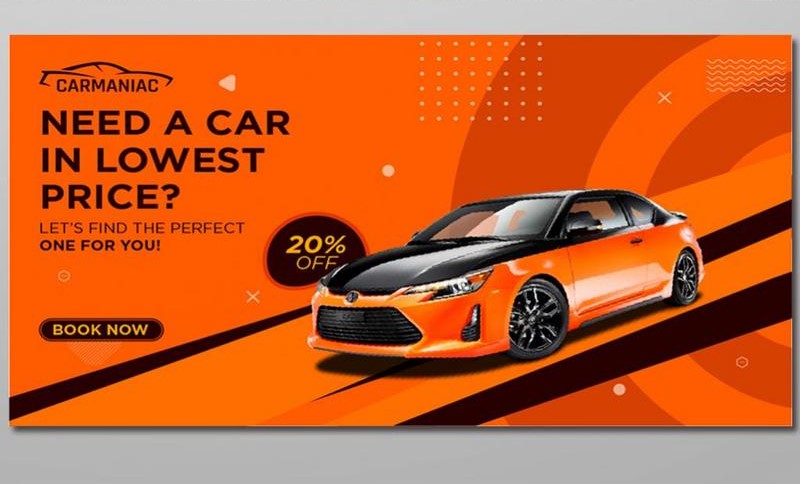 CARMANIAC
NEED A CAR
IN LOWEST
PRICE?
LET'S FIND THE PERFECT
ONE FOR YOU!
20%
OFF
BOOK NOW